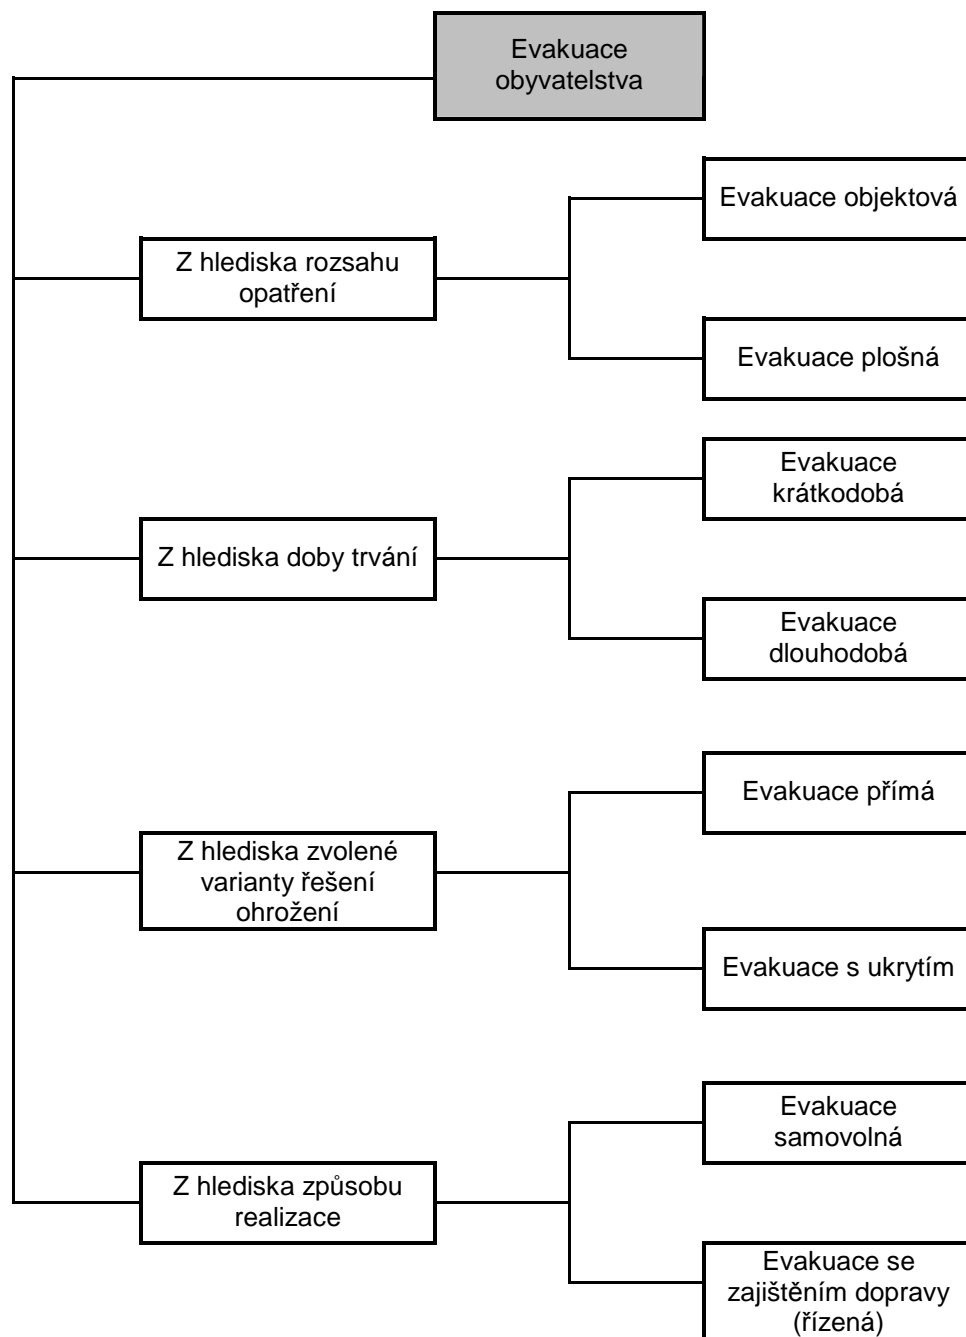 Evakuace
obyvatelstva
Evakuace objektová
Z hlediska rozsahu
opatření
Evakuace plošná
Evakuace
krátkodobá
Z hlediska doby trvání
Evakuace
dlouhodobá
Evakuace přímá
Z hlediska zvolené
varianty řešení
ohrožení
Evakuace s ukrytím
Evakuace
samovolná
Z hlediska způsobu
realizace
Evakuace se
zajištěním dopravy
(řízená)